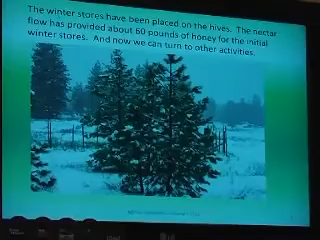 The winter stores have been placed on the hives. The nectar
flow has provided about 60 pounds of honey for the initial
winter stores. And now we can turn to other activities.
LG